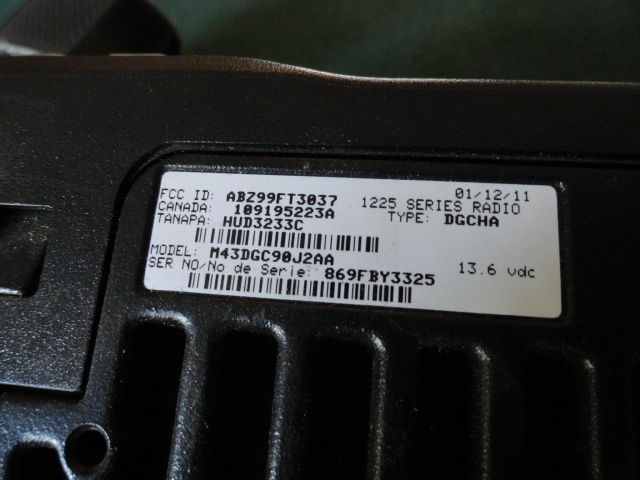 01/12/11
FCC ID: ABZ99FT3037 1225 SERIES RADIO
CANADA: 109195223A TYPE: DGCHA
TANAPA: HUD3233C
MODEL: M43DGC90J2AA
SER NO/No de Serie: 869FBY3325 13.6 vdc